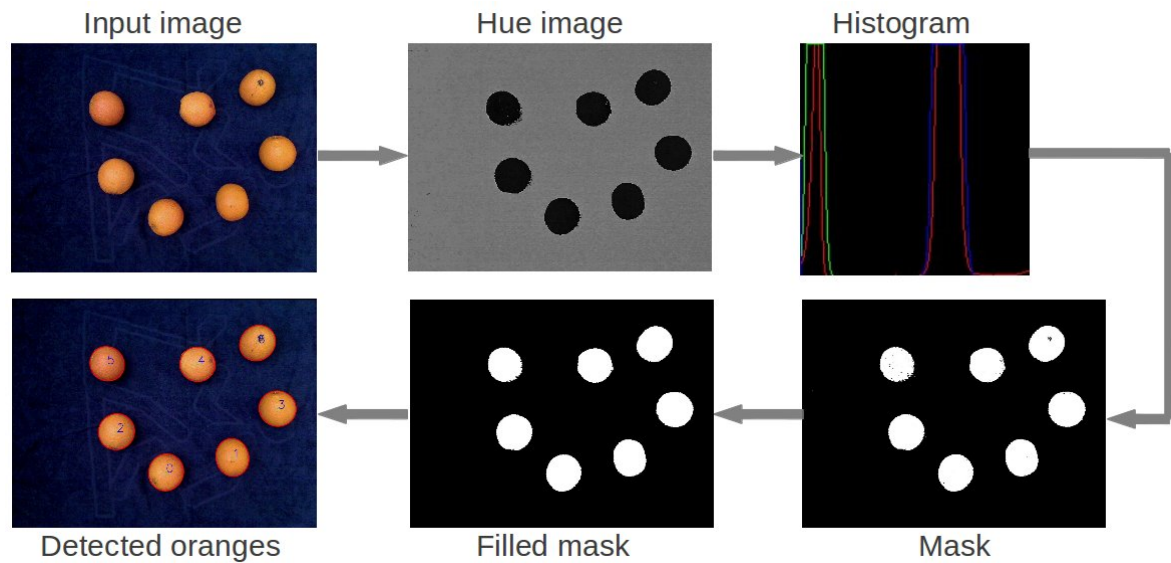 Input image
Hue image
Histogram
5
4
6
3
2
1
0
Detected oranges
Filled mask
Mask